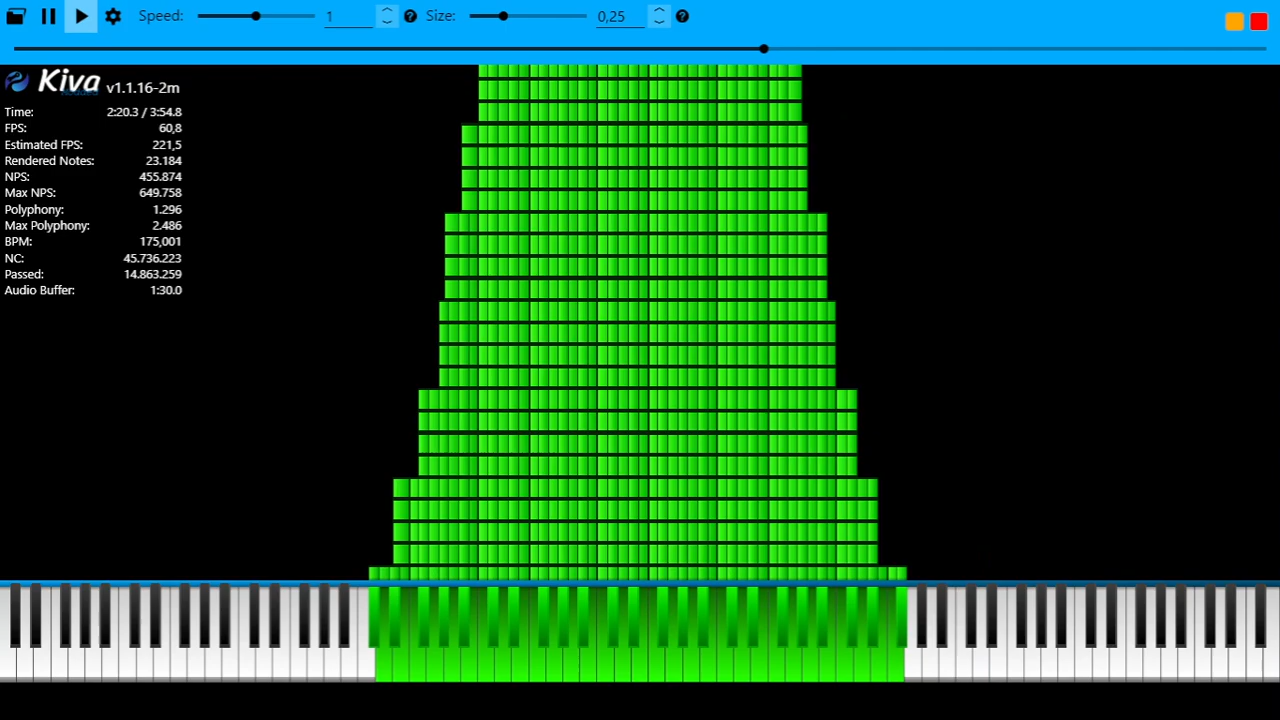 Speed: 1 Size: 0,25
Kiva v1.1.16-2m
Time: 2:20.3 / 3:54.8
FPS: 60,8
Estimated FPS: 221,5
Rendered Notes: 23.184
NPS: 455.874
Max NPS: 649.758
Polyphony: 1.296
Max Polyphony: 2.486
BPM: 175,001
NC: 45.736.223
Passed: 14.863.259
Audio Buffer: 1:30.0